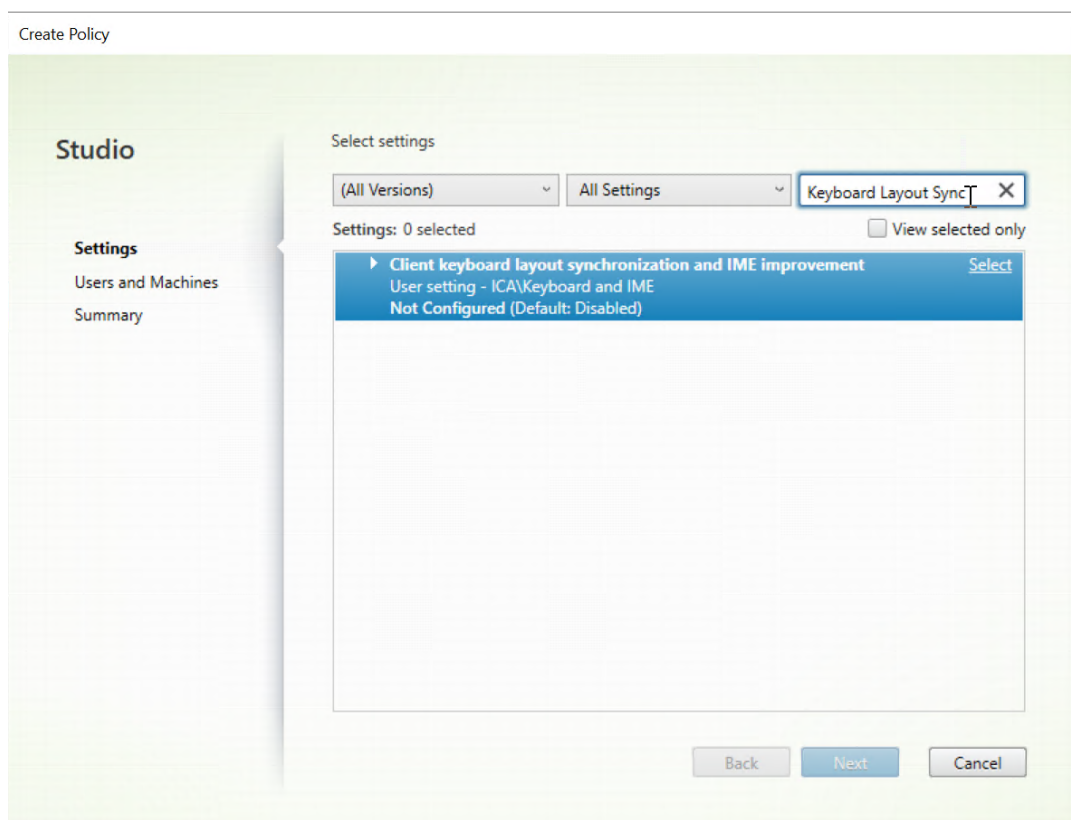 Create Policy
Studio
Settings
Users and Machines
Summary
Select settings
(All Versions)
All Settings
Keyboard Layout Sync
Settings: 0 selected
View selected only
Client keyboard layout synchronization and IME improvement
Select
User setting - ICA\Keyboard and IME
Not Configured (Default: Disabled)
Back
Next
Cancel